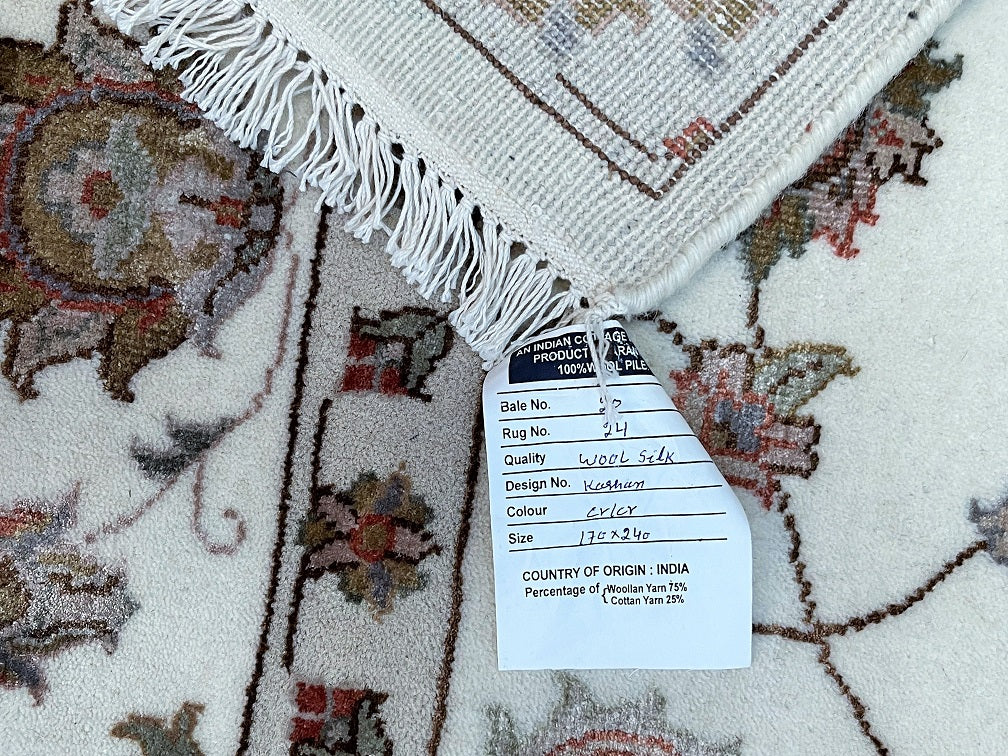 AN INDIAN
PRODUCT
100% WOOL PILE
Bale No. 20
Rug No. 24
Quality WOOL Silk
Design No. Kashan
Colour cr/cr
Size 170x240
COUNTRY OF ORIGIN : INDIA
Percentage of { Woollan Yarn 75%
Cottan Yarn 25%